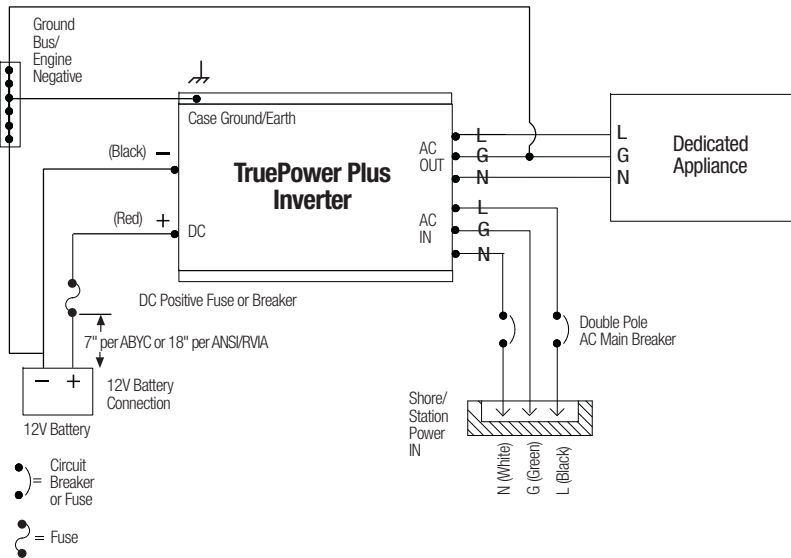 Ground
Bus/
Engine
Negative
Case Ground/Earth
(Black) −
TruePower Plus
Inverter
(Red) +
DC
AC
OUT
L
G
N
AC
IN
L
G
N
L
G
N
Dedicated
Appliance
DC Positive Fuse or Breaker
7" per ABYC or 18" per ANSI/RVIA
− +
12V Battery
Connection
12V Battery
Double Pole
AC Main Breaker
Shore/
Station
Power
IN
N (White)
G (Green)
L (Black)
= Circuit
Breaker
or Fuse
= Fuse